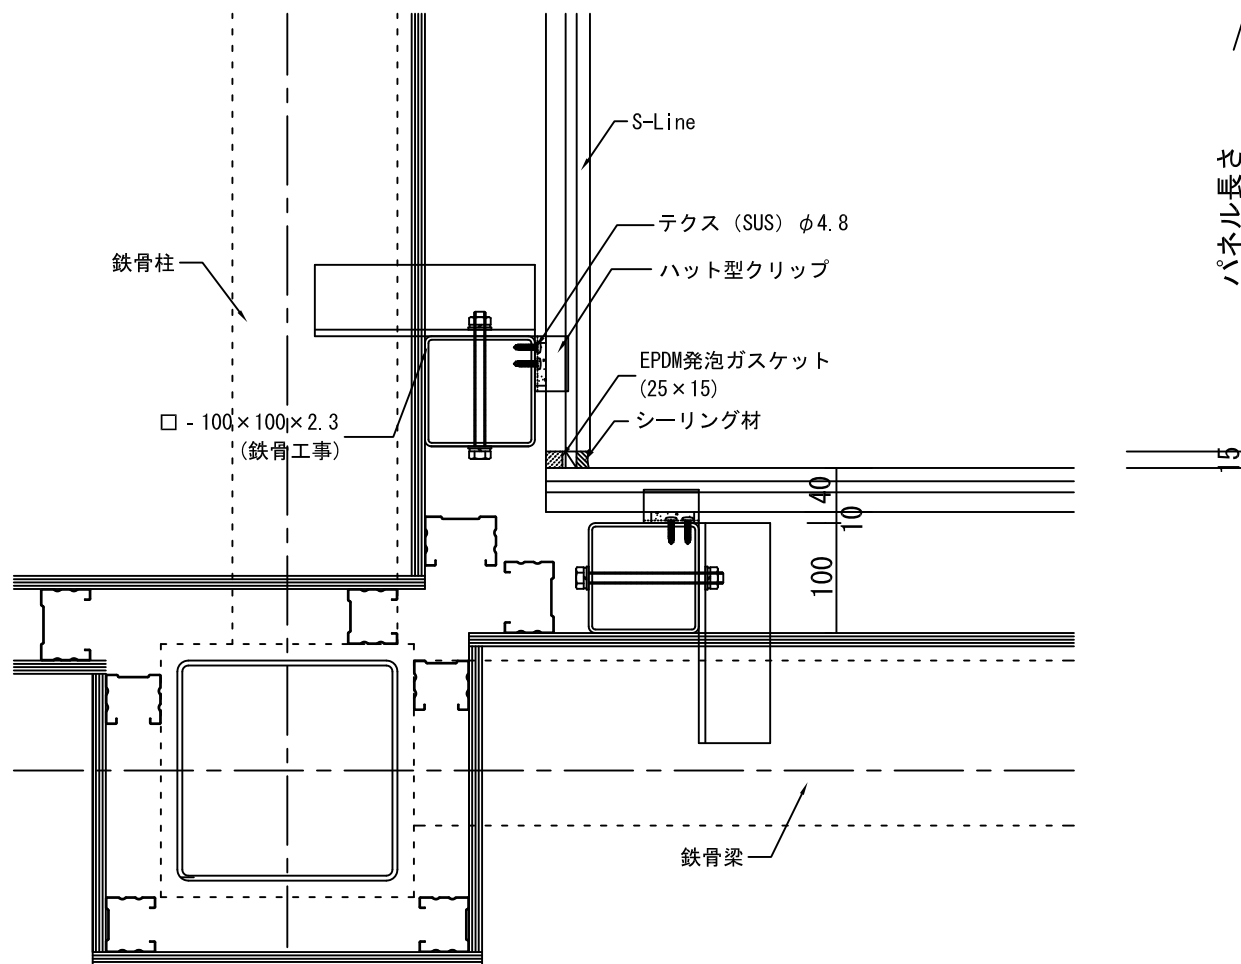 S-Line
テクス（SUS）φ4.8
ハット型クリップ
鉄骨柱
EPDM発泡ガスケット
(25×15)
シーリング材
□ - 100×100×2.3
(鉄骨工事)
40
10
100
鉄骨梁
パネル長さ
15